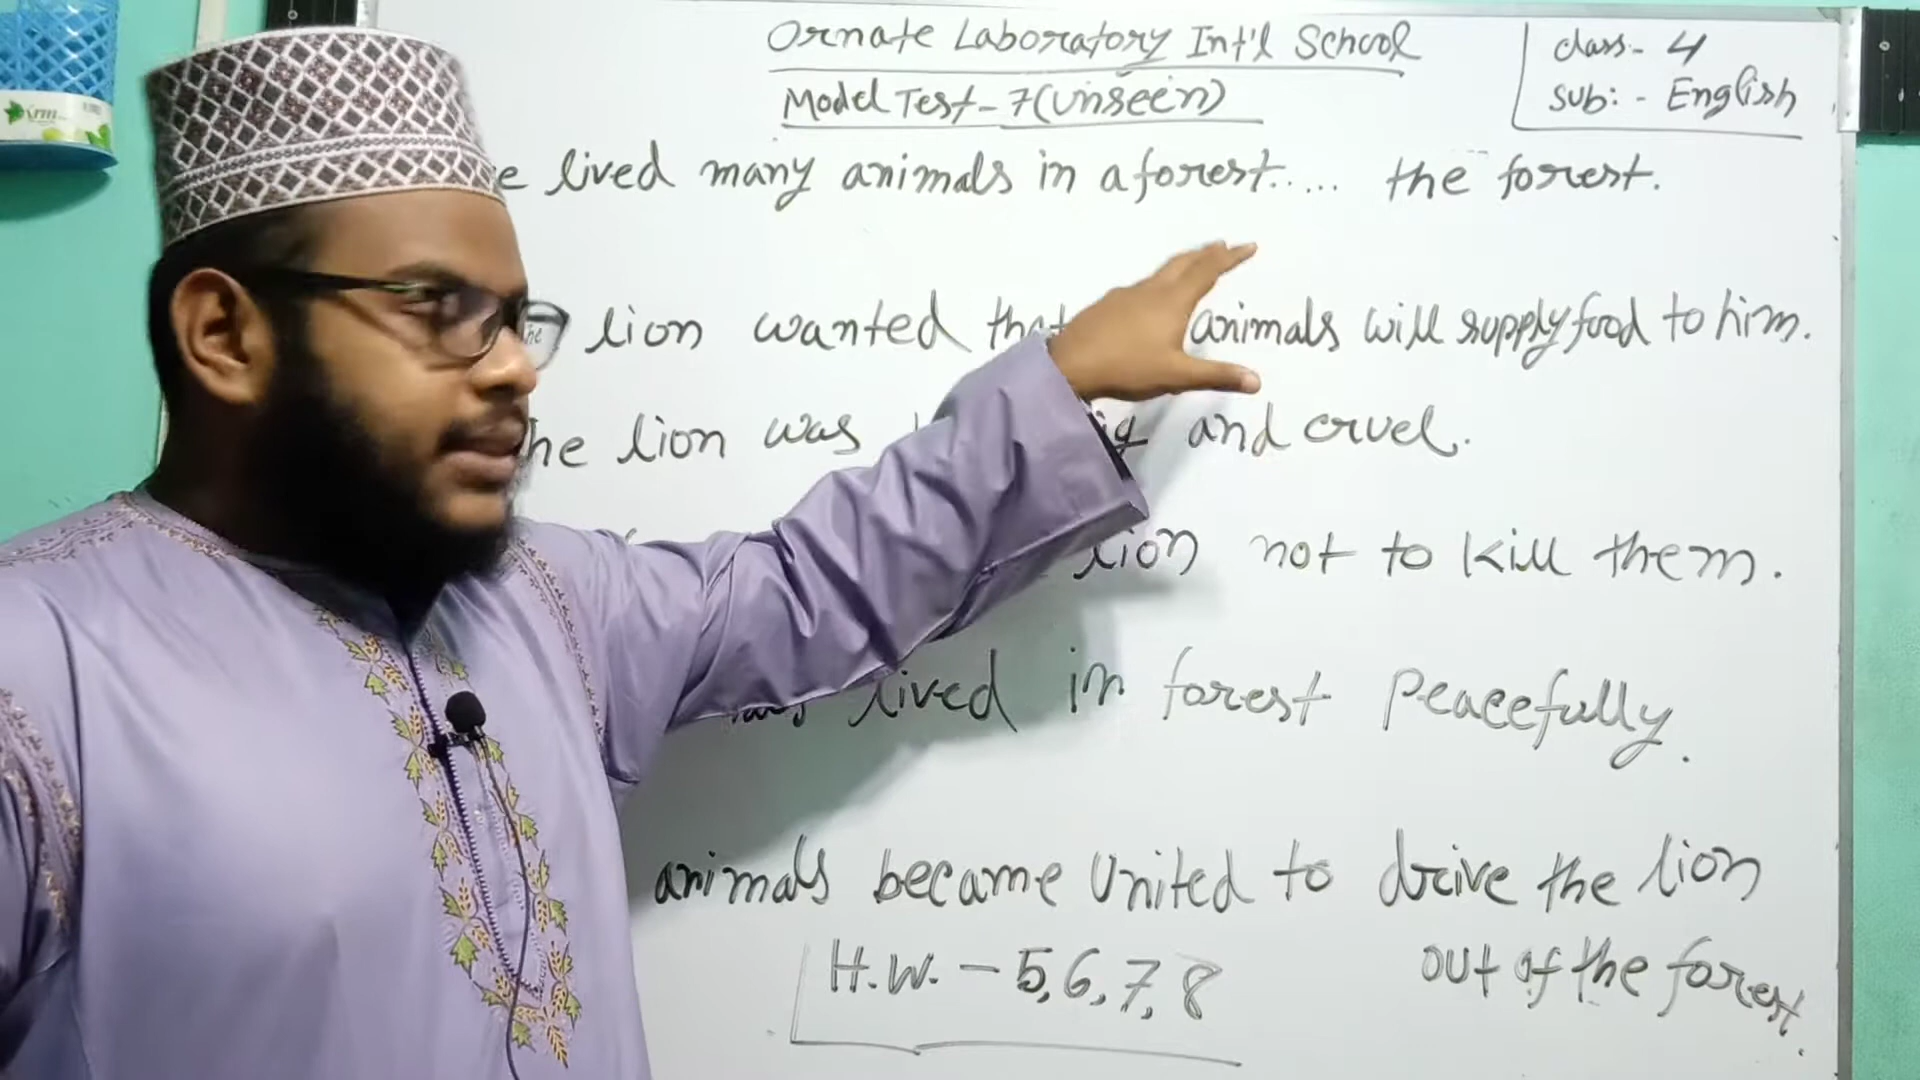 Ornate Laboratory Int'l School
Model Test-7(Unseen)
class:- 4
Sub: - English
lived many animals in a forest..... the forest.
lion wanted that animals will supply food to him.
lion was and cruel.
lion not to kill them.
lived in forest peacefully.
animals became United to drive the lion
out of the forest.
H.W. - 5, 6, 7, 8